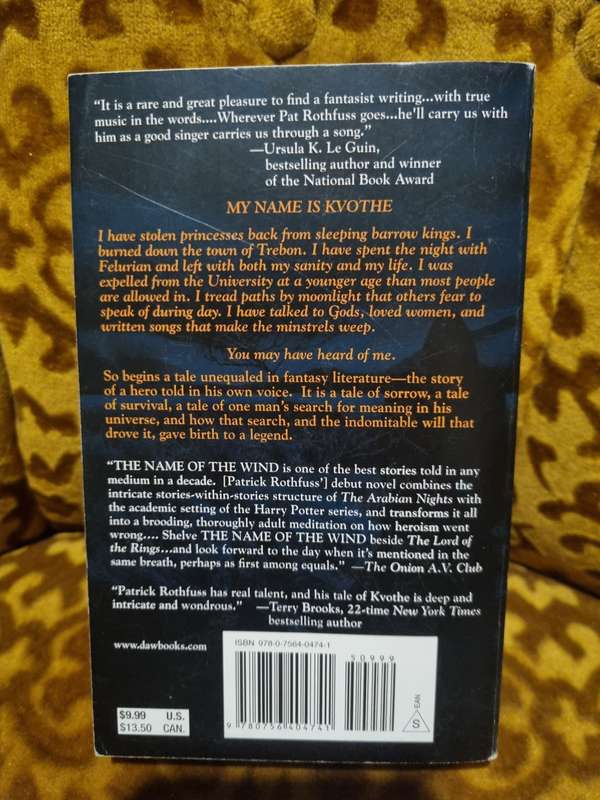 “It is a rare and great pleasure to find a fantasist writing...with true
music in the words....Wherever Pat Rothfuss goes...he'll carry us with
him as a good singer carries us through a song.”
—Ursula K. Le Guin,
bestselling author and winner
of the National Book Award
MY NAME IS KVOTHE
I have stolen princesses back from sleeping barrow kings. I
burned down the town of Trebon. I have spent the night with
Felurian and left with both my sanity and my life. I was
expelled from the University at a younger age than most people
are allowed in. I tread paths by moonlight that others fear to
speak of during day. I have talked to Gods, loved women, and
written songs that make the minstrels weep.
You may have heard of me.
So begins a tale unequaled in fantasy literature—the story
of a hero told in his own voice. It is a tale of sorrow, a tale
of survival, a tale of one man's search for meaning in his
universe, and how that search, and the indomitable will that
drove it, gave birth to a legend.
"THE NAME OF THE WIND is one of the best stories told in any
medium in a decade. [Patrick Rothfuss'] debut novel combines the
intricate stories-within-stories structure of The Arabian Nights with
the academic setting of the Harry Potter series, and transforms it all
into a brooding, thoroughly adult meditation on how heroism went
wrong.... Shelve THE NAME OF THE WIND beside The Lord of
the Rings...and look forward to the day when it's mentioned in the
same breath, perhaps as first among equals." —The Onion A.V. Club
"Patrick Rothfuss has real talent, and his tale of Kvothe is deep and
intricate and wondrous." —Terry Brooks, 22-time New York Times
bestselling author
www.dawbooks.com
ISBN 978-0-7564-0474-1
50999
9 780756 404741
EAN
S
$9.99 U.S.
$13.50 CAN.